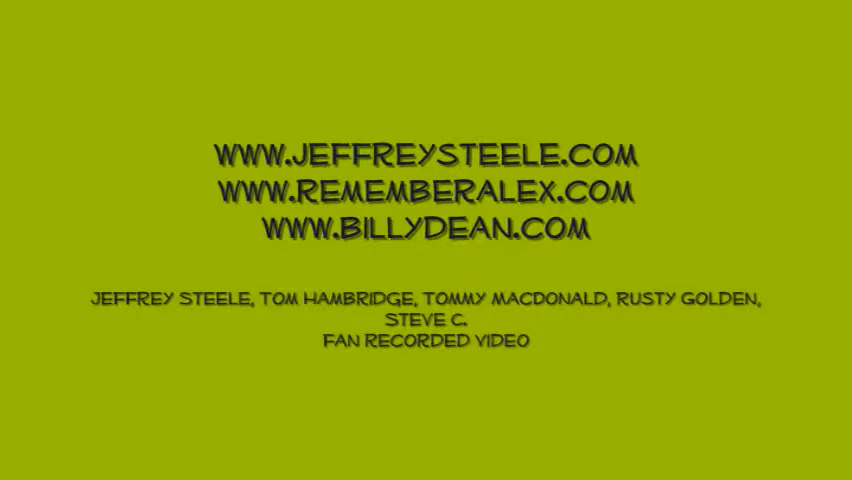 WWW.JEFFREYSTEELE.COM
WWW.REMEMBERALEX.COM
WWW.BILLYDEAN.COM
JEFFREY STEELE, TOM HAMBRIDGE, TOMMY MACDONALD, RUSTY GOLDEN,
STEVE C.
FAN RECORDED VIDEO